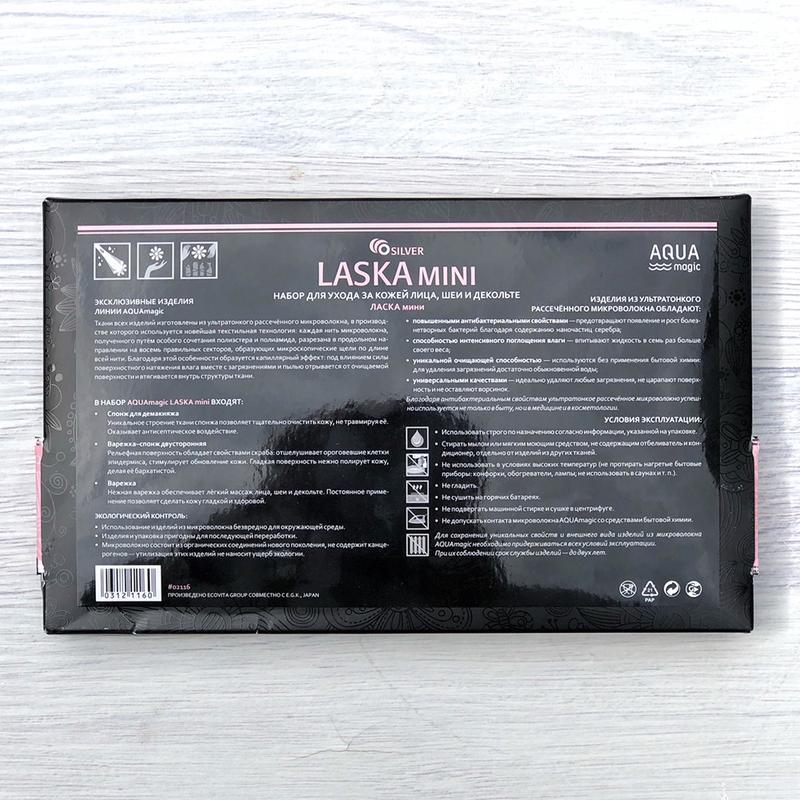 SILVER
LASKA MINI
НАБОР ДЛЯ УХОДА ЗА КОЖЕЙ ЛИЦА, ШЕИ И ДЕКОЛЬТЕ
ЛАСКА мини
AQUA
magic
ЭКСКЛЮЗИВНЫЕ ИЗДЕЛИЯ
ЛИНИИ AQUAmagic
Ткани всех изделий изготовлены из ультратонкого рассечённого микроволокна, в производ-
стве которого используется новейшая текстильная технология: каждая нить микроволокна,
полученного путём особого сочетания полиэстера и полиамида, разрезана в продольном на-
правлении на восемь правильных секторов, образующих микроскопические щели по длине
всей нити. Благодаря этой особенности образуется капиллярный эффект: под влиянием силы
поверхностного натяжения влага вместе с загрязнениями и пылью отрывается от очищаемой
поверхности и втягивается внутрь структуры ткани.
В НАБОР AQUAmagic LASKA mini ВХОДЯТ:
• Спонж для демакияжа
Уникальное строение ткани спонжа позволяет тщательно очистить кожу, не травмируя её.
Оказывает антисептическое воздействие.
• Варежка-спонж двусторонняя
Рельефная поверхность обладает свойствами скраба: отшелушивает ороговевшие клетки
эпидермиса, стимулирует обновление кожи. Гладкая поверхность нежно полирует кожу,
делая её бархатистой.
• Варежка
Нежная варежка обеспечивает лёгкий массаж лица, шеи и декольте. Постоянное приме-
нение позволяет сделать кожу гладкой и здоровой.
ЭКОЛОГИЧЕСКИЙ КОНТРОЛЬ:
• Использование изделий из микроволокна безвредно для окружающей среды.
• Изделия и упаковка пригодны для последующей переработки.
• Микроволокно состоит из органических соединений нового поколения, не содержит канце-
рогенов — утилизация этих изделий не наносит ущерб экологии.
0312 1160
#02116
ПРОИЗВЕДЕНО ECOVITA GROUP СОВМЕСТНО С E.G.K., JAPAN
ИЗДЕЛИЯ ИЗ УЛЬТРАТОНКОГО
РАССЕЧЁННОГО МИКРОВОЛОКНА ОБЛАДАЮТ:
• повышенными антибактериальными свойствами — предотвращают появление и рост болез-
нетворных бактерий благодаря содержанию наночастиц серебра;
• способностью интенсивного поглощения влаги — впитывают жидкость в семь раз больше
своего веса;
• уникальной очищающей способностью — используются без применения бытовой химии:
для удаления загрязнений достаточно обыкновенной воды;
• универсальными качествами — идеально удаляют любые загрязнения, не царапают поверх-
ность и не оставляют ворсинок.
Благодаря антибактериальным свойствам ультратонкое рассечённое микроволокно успеш-
но используется не только в быту, но и в медицине и в косметологии.
УСЛОВИЯ ЭКСПЛУАТАЦИИ:
• Использовать строго по назначению согласно информации, указанной на упаковке.
• Стирать мылом или мягким моющим средством, не содержащим отбеливатель и кон-
диционер, отдельно от изделий из других тканей.
• Не использовать в условиях высоких температур (не протирать нагретые бытовые
приборы: конфорки, обогреватели, лампы, не использовать в саунах и т. п.).
• Не гладить.
• Не сушить на горячих батареях.
• Не подвергать машинной стирке и сушке в центрифуге.
• Не допускать контакта микроволокна AQUAmagic со средствами бытовой химии.
Для сохранения уникальных свойств и внешнего вида изделий из микроволокна
AQUAmagic необходимо придерживаться всех условий эксплуатации.
При их соблюдении срок службы изделий — до двух лет.
21
PAP